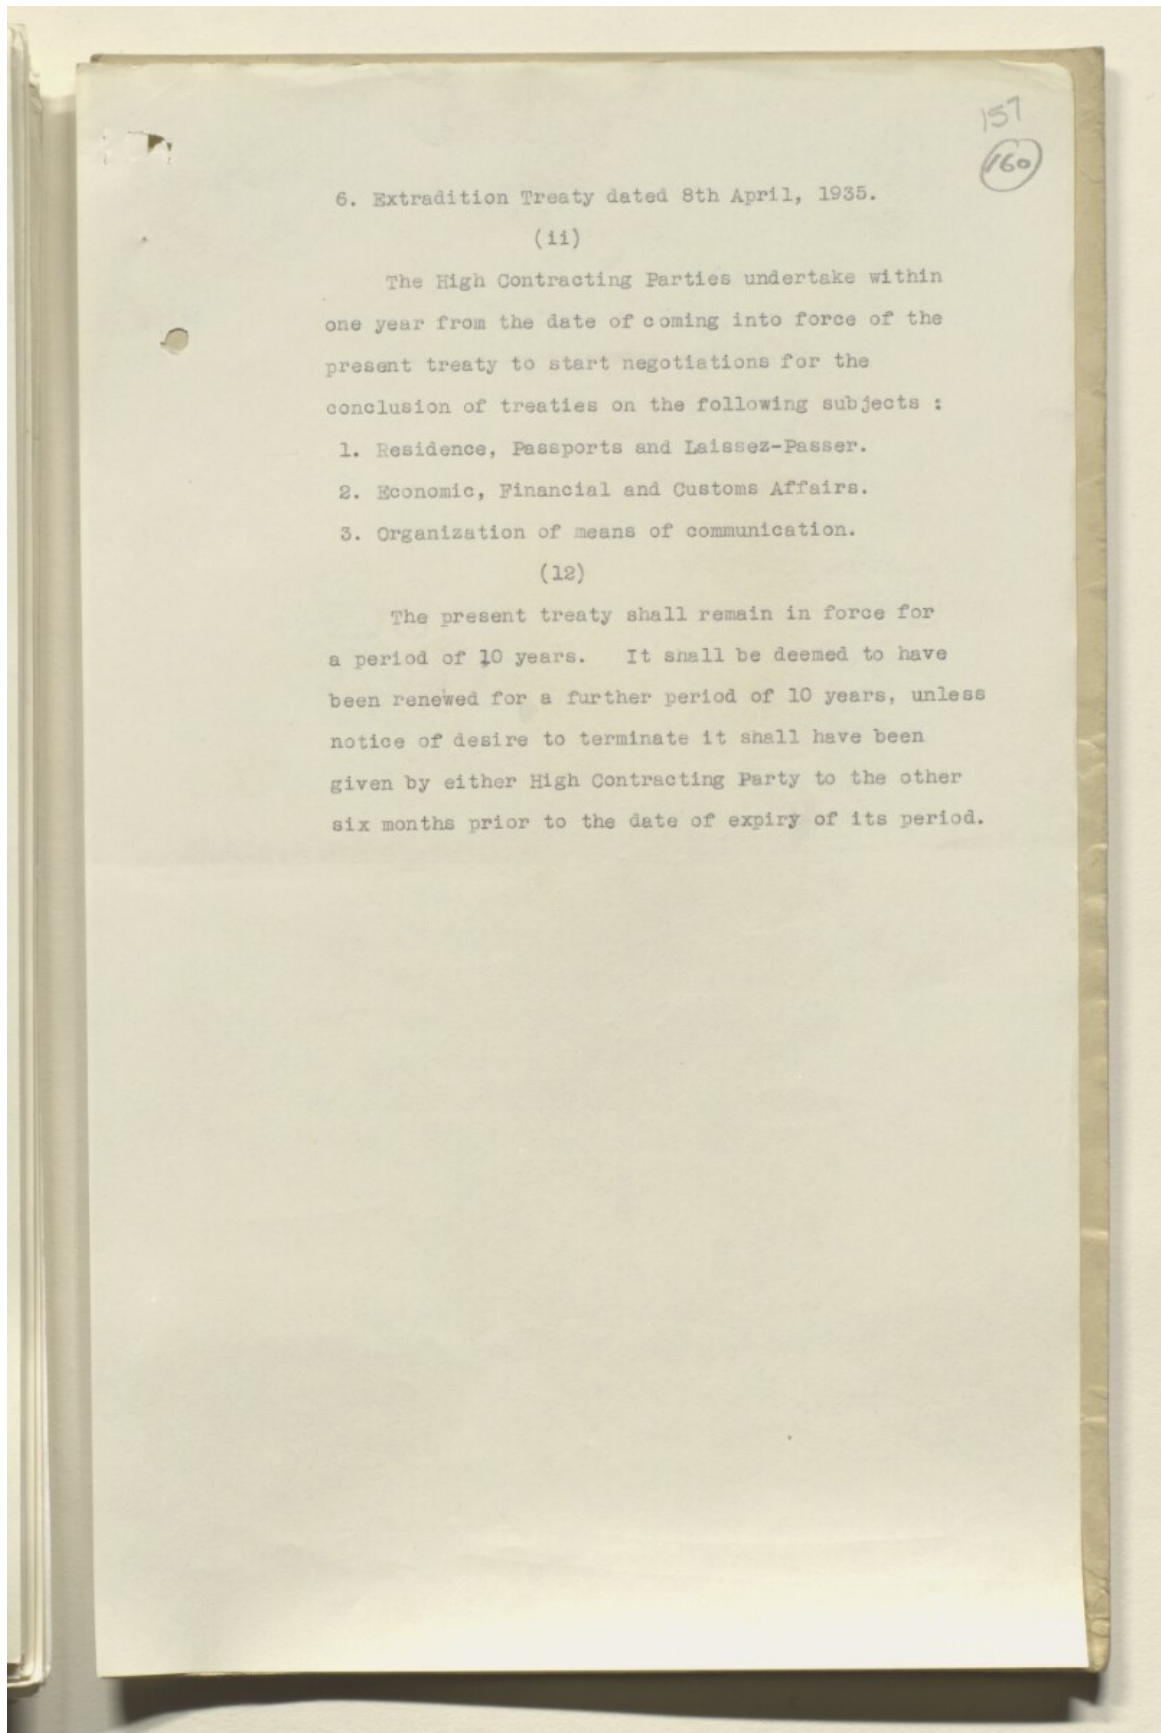 157
160
6. Extradition Treaty dated 8th April, 1935.
(ii)
The High Contracting Parties undertake within
one year from the date of coming into force of the
present treaty to start negotiations for the
conclusion of treaties on the following subjects :
1. Residence, Passports and Laissez-Passer.
2. Economic, Financial and Customs Affairs.
3. Organization of means of communication.
(12)
The present treaty shall remain in force for
a period of 10 years. It shall be deemed to have
been renewed for a further period of 10 years, unless
notice of desire to terminate it shall have been
given by either High Contracting Party to the other
six months prior to the date of expiry of its period.